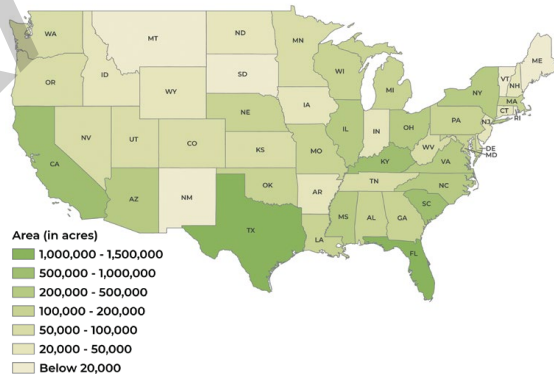 WA
MT
ND
MN
ME
OR
ID
SD
WI
VT
NH
WY
MI
NY
MA
CT
RI
IA
NE
PA
NJ
NV
UT
IL
IN
OH
DE
MD
CO
WV
VA
CA
KS
MO
KY
NC
TN
AZ
NM
OK
AR
SC
MS
AL
GA
TX
LA
FL
Area (in acres)
1,000,000 - 1,500,000
500,000 - 1,000,000
200,000 - 500,000
100,000 - 200,000
50,000 - 100,000
20,000 - 50,000
Below 20,000